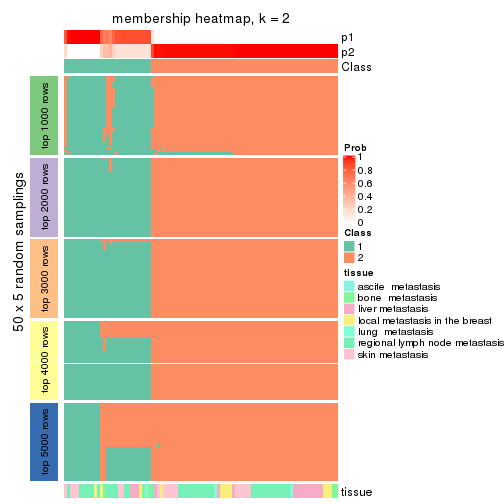 membership heatmap, k = 2
p1
p2
Class
50 x 5 random samplings
top 1000 rows
top 2000 rows
top 3000 rows
top 4000 rows
top 5000 rows
Prob
1
0.8
0.6
0.4
0.2
0
Class
1
2
tissue
ascite metastasis
bone metastasis
liver metastasis
local metastasis in the breast
lung metastasis
regional lymph node metastasis
skin metastasis
tissue